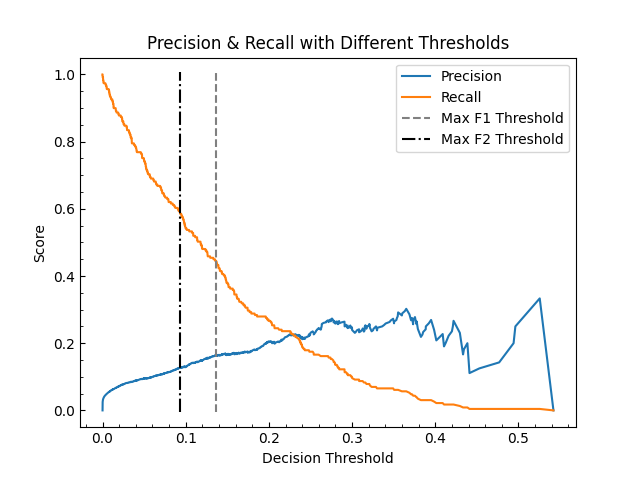 Precision & Recall with Different Thresholds
Precision
Recall
Max F1 Threshold
Max F2 Threshold
Score
1.0
0.8
0.6
0.4
0.2
0.0
0.0 0.1 0.2 0.3 0.4 0.5
Decision Threshold